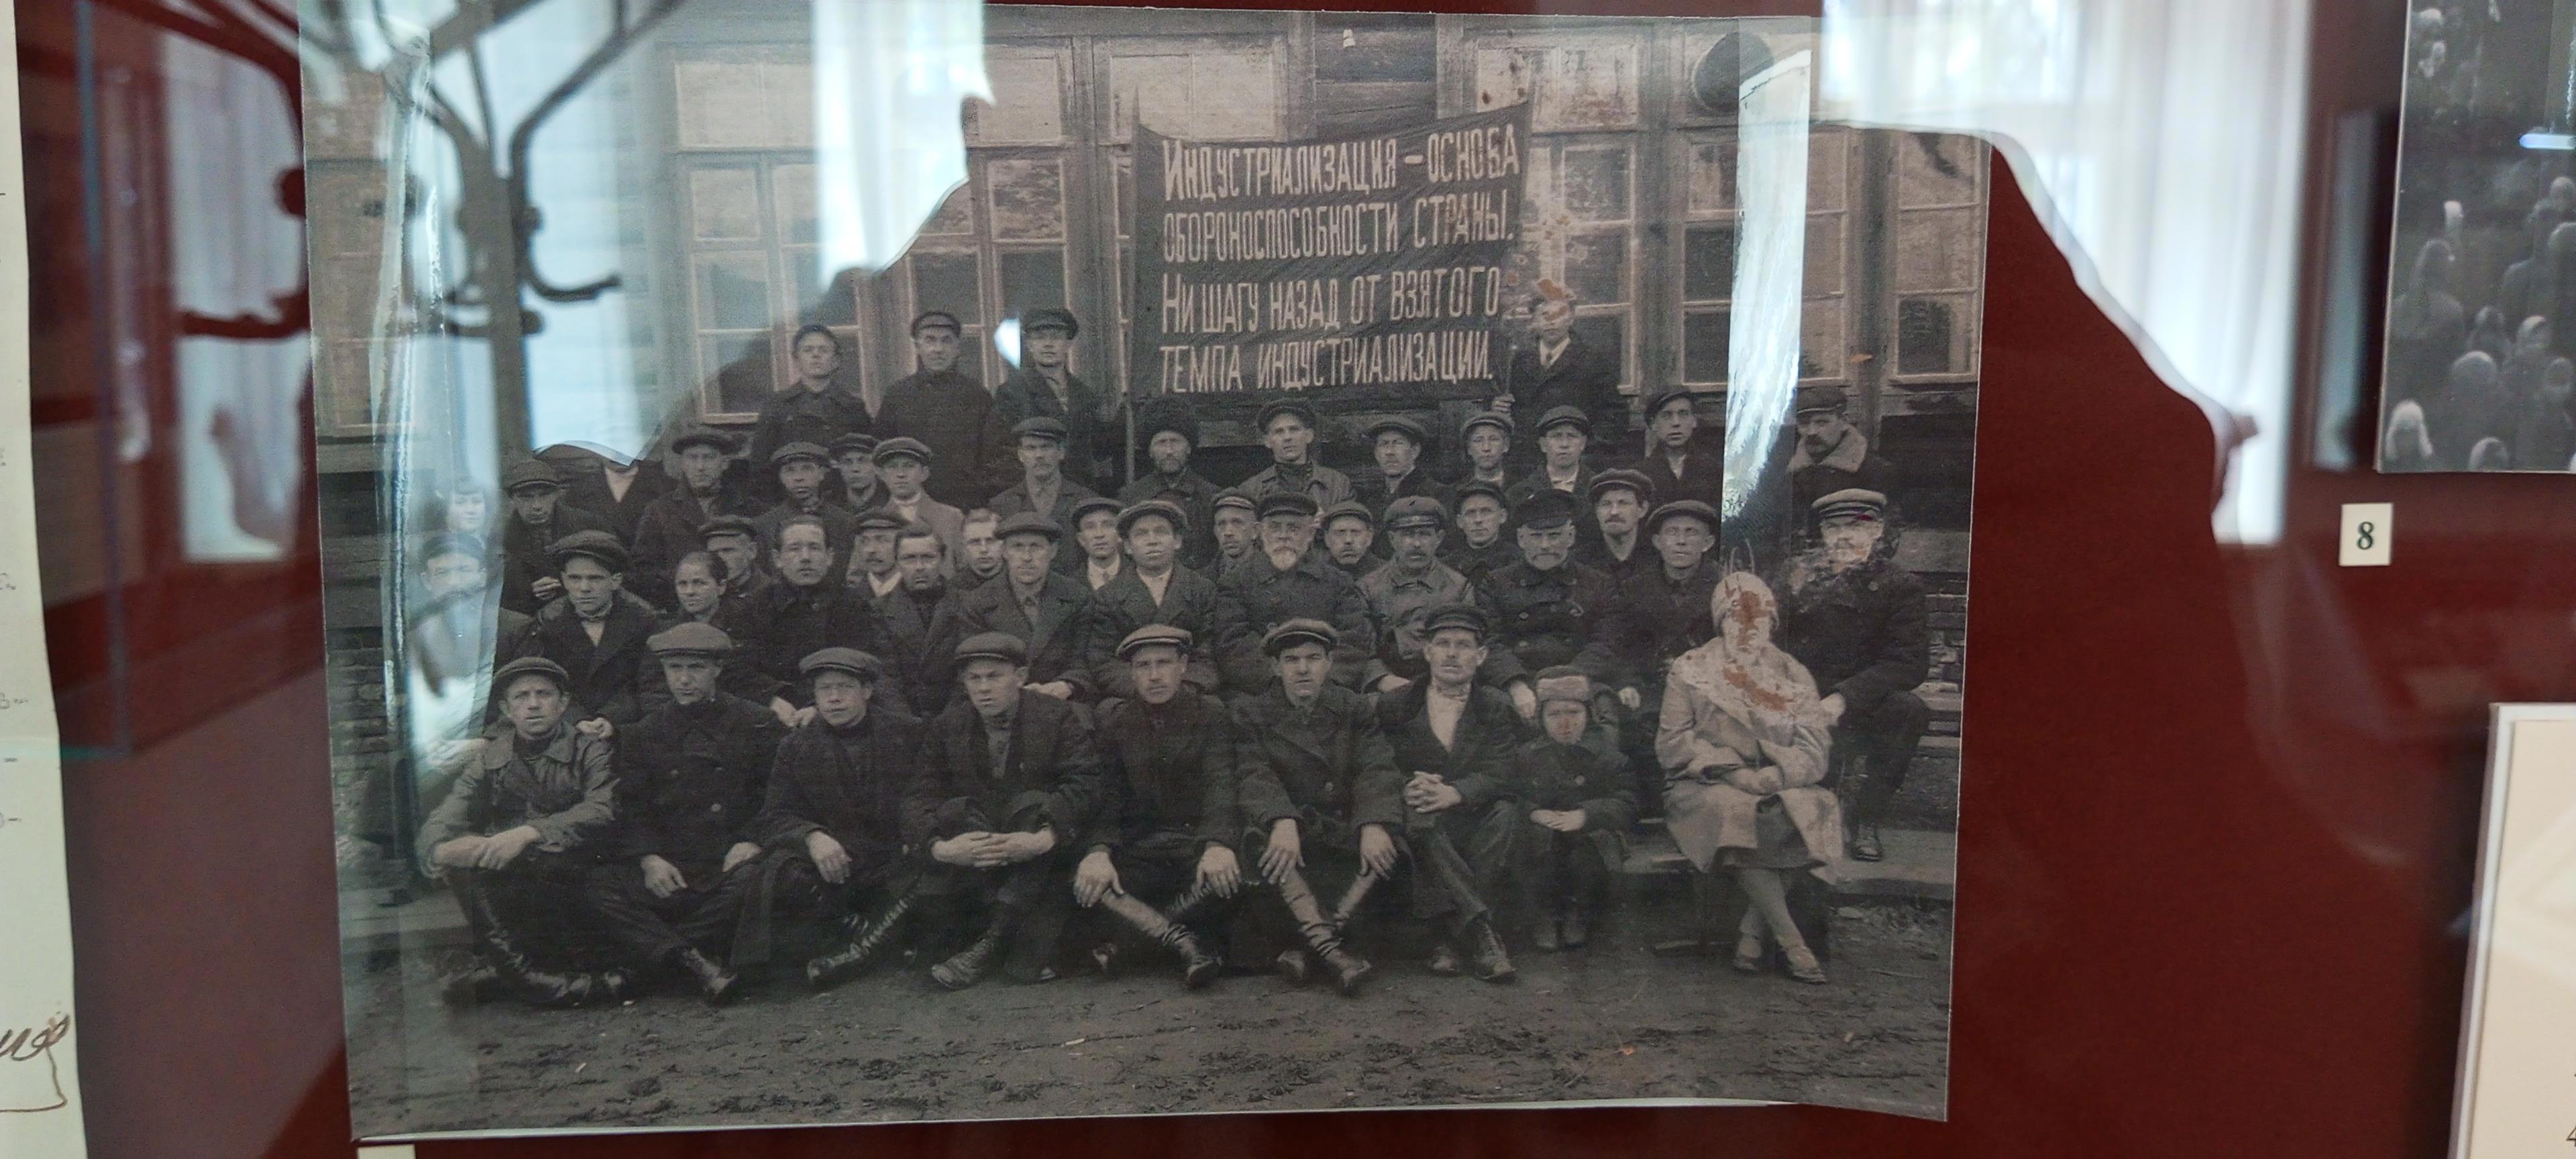 Индустриализация – основа
обороноспособности страны.
Ни шагу назад от взятого
темпа индустриализации.
8